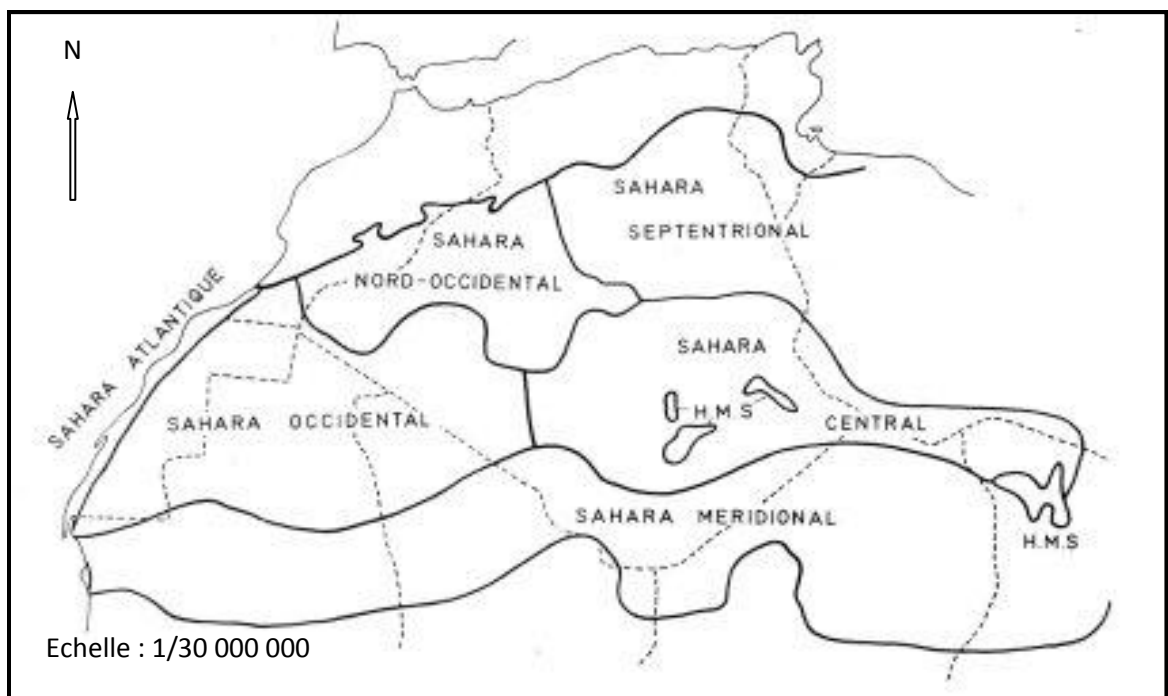 N
SAHARA
SEPTENTRIONAL
SAHARA
NORD-OCCIDENTAL
SAHARA ATLANTIQUE
SAHARA
H.M.S
SAHARA OCCIDENTAL
CENTRAL
SAHARA MERIDIONAL
H.M.S
Echelle : 1/30 000 000